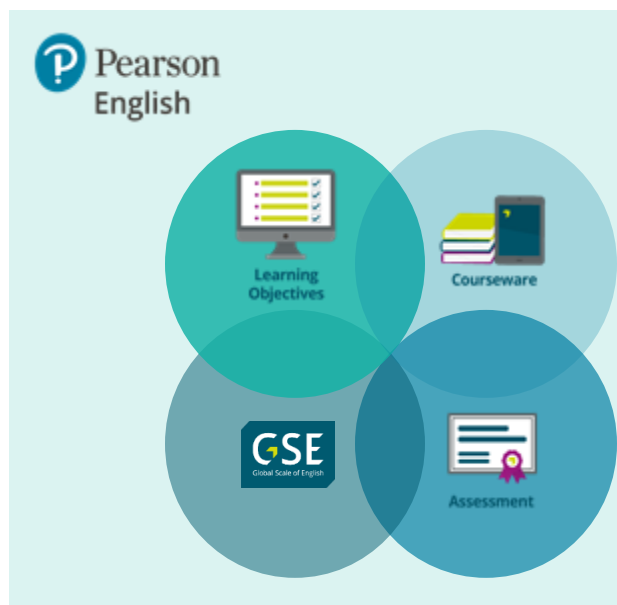 Pearson
English
Learning
Objectives
Courseware
GSE
Global Scale of English
Assessment